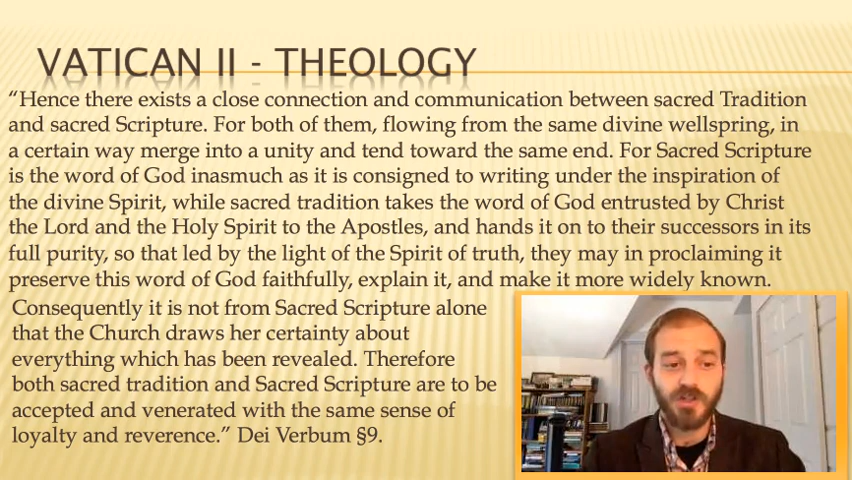 VATICAN II - THEOLOGY
“Hence there exists a close connection and communication between sacred Tradition
and sacred Scripture. For both of them, flowing from the same divine wellspring, in
a certain way merge into a unity and tend toward the same end. For Sacred Scripture
is the word of God inasmuch as it is consigned to writing under the inspiration of
the divine Spirit, while sacred tradition takes the word of God entrusted by Christ
the Lord and the Holy Spirit to the Apostles, and hands it on to their successors in its
full purity, so that led by the light of the Spirit of truth, they may in proclaiming it
preserve this word of God faithfully, explain it, and make it more widely known.
Consequently it is not from Sacred Scripture alone
that the Church draws her certainty about
everything which has been revealed. Therefore
both sacred tradition and Sacred Scripture are to be
accepted and venerated with the same sense of
loyalty and reverence.” Dei Verbum §9.